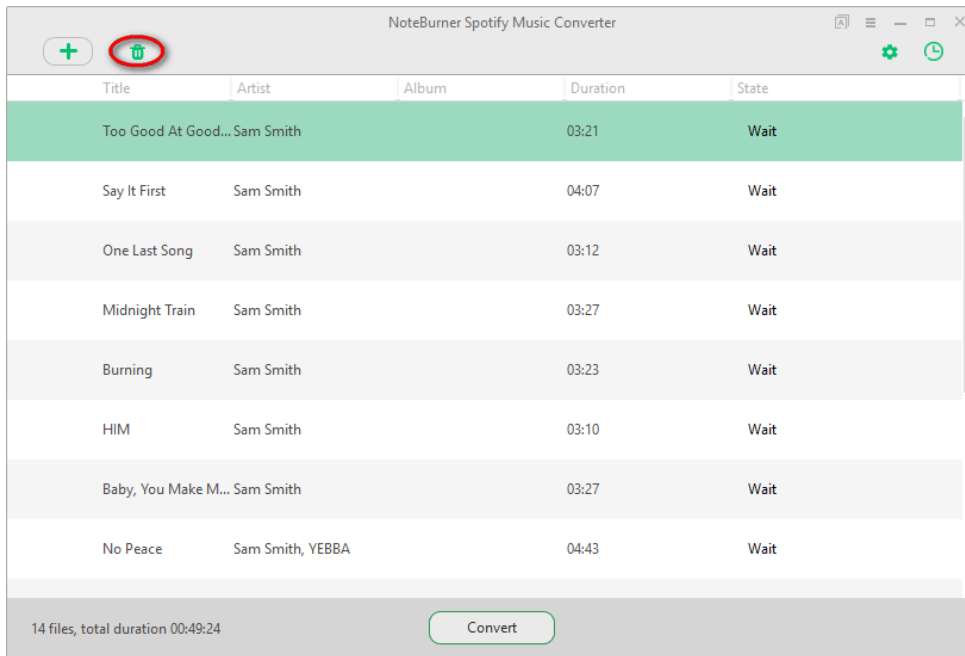 NoteBurner Spotify Music Converter
Title Artist Album Duration State
Too Good At Good... Sam Smith 03:21 Wait
Say It First Sam Smith 04:07 Wait
One Last Song Sam Smith 03:12 Wait
Midnight Train Sam Smith 03:27 Wait
Burning Sam Smith 03:23 Wait
HIM Sam Smith 03:10 Wait
Baby, You Make M... Sam Smith 03:27 Wait
No Peace Sam Smith, YEBBA 04:43 Wait
14 files, total duration 00:49:24 Convert